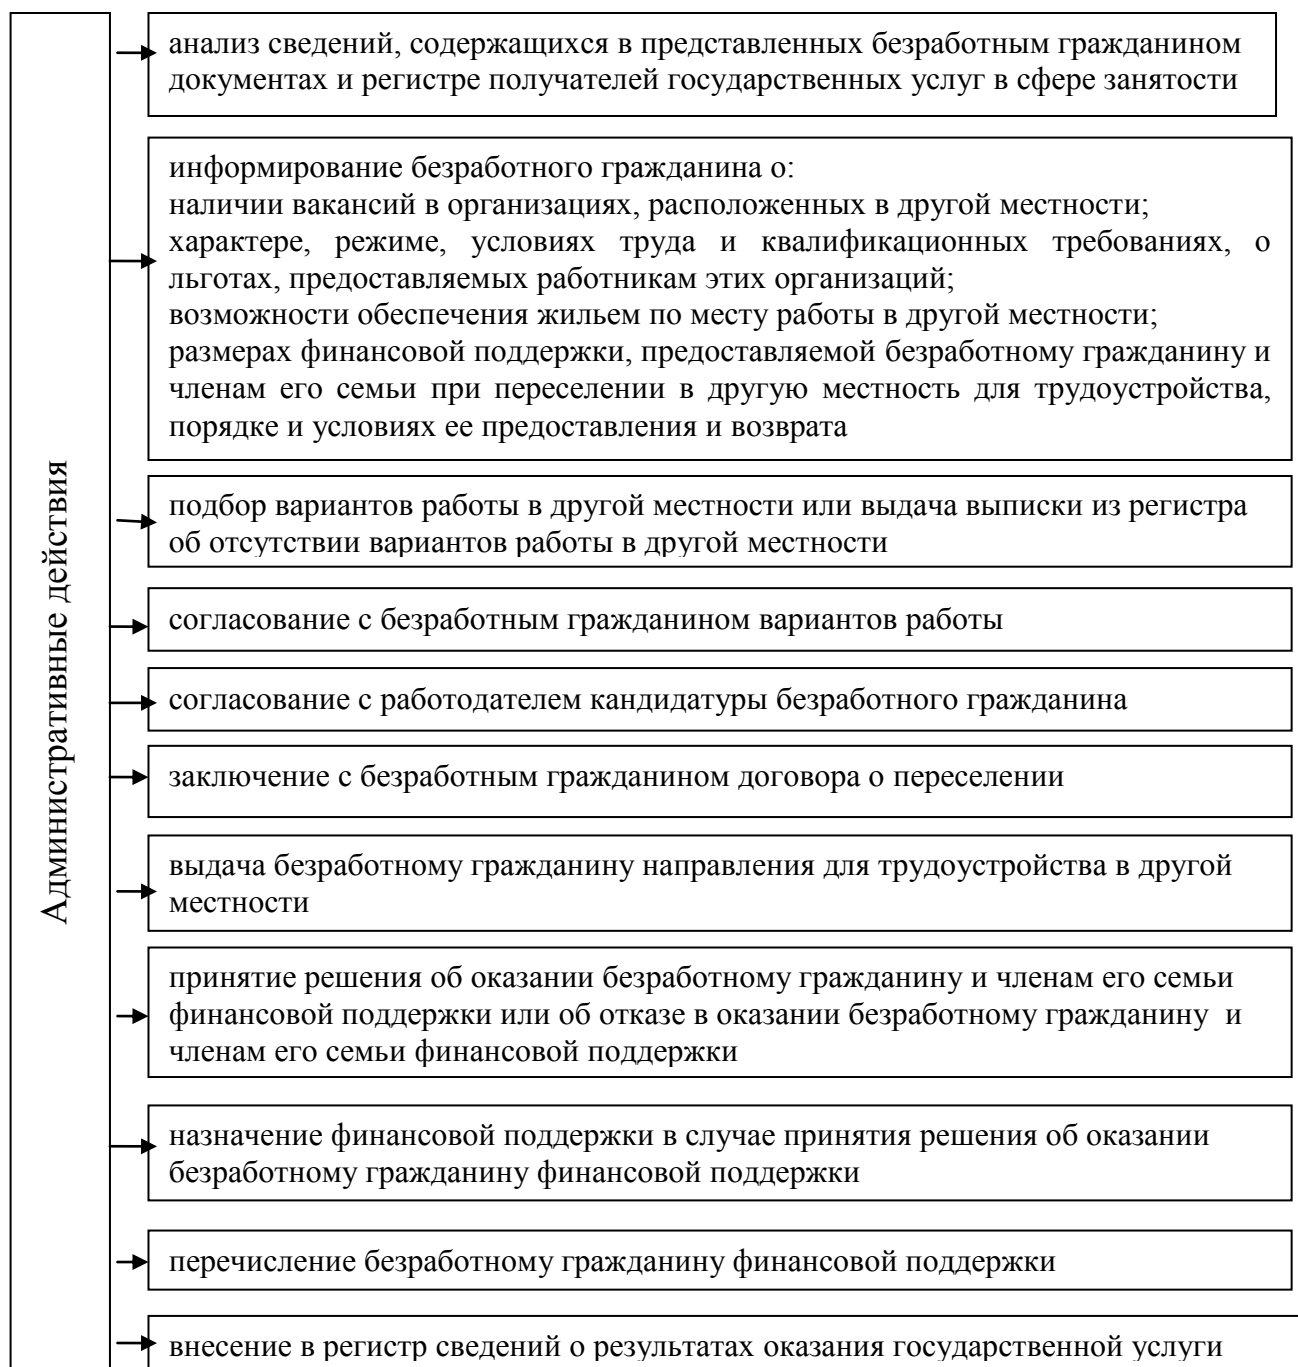 Административные действия
анализ сведений, содержащихся в представленных безработным гражданином
документах и регистре получателей государственных услуг в сфере занятости
информирование безработного гражданина о:
наличии вакансий в организациях, расположенных в другой местности;
характере, режиме, условиях труда и квалификационных требованиях, о
льготах, предоставляемых работникам этих организаций;
возможности обеспечения жильем по месту работы в другой местности;
размерах финансовой поддержки, предоставляемой безработному гражданину и
членам его семьи при переселении в другую местность для трудоустройства,
порядке и условиях ее предоставления и возврата
подбор вариантов работы в другой местности или выдача выписки из регистра
об отсутствии вариантов работы в другой местности
согласование с безработным гражданином вариантов работы
согласование с работодателем кандидатуры безработного гражданина
заключение с безработным гражданином договора о переселении
выдача безработному гражданину направления для трудоустройства в другой
местности
принятие решения об оказании безработному гражданину и членам его семьи
финансовой поддержки или об отказе в оказании безработному гражданину и
членам его семьи финансовой поддержки
назначение финансовой поддержки в случае принятия решения об оказании
безработному гражданину финансовой поддержки
перечисление безработному гражданину финансовой поддержки
внесение в регистр сведений о результатах оказания государственной услуги